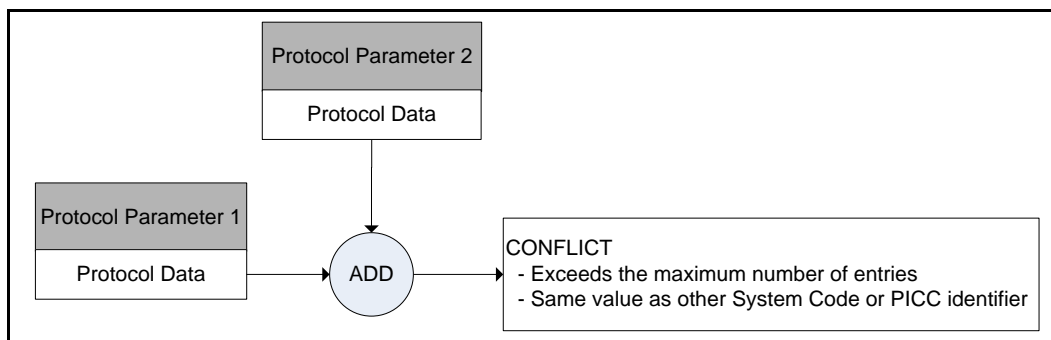 Protocol Parameter 2
Protocol Data
Protocol Parameter 1
Protocol Data
ADD
CONFLICT
- Exceeds the maximum number of entries
- Same value as other System Code or PICC identifier